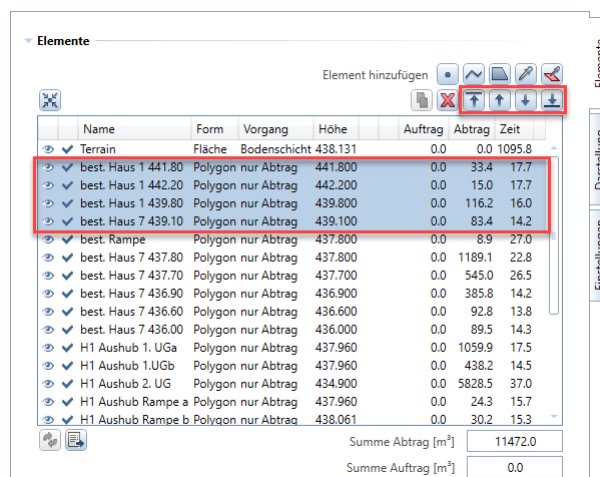 Elemente
Element hinzufügen
Name Form Vorgang Höhe Auftrag Abtrag Zeit
Terrain Fläche Bodenschicht 438.131 0.0 0.0 1095.8
best. Haus 1 441.80 Polygon nur Abtrag 441.800 0.0 33.4 17.7
best. Haus 1 442.20 Polygon nur Abtrag 442.200 0.0 15.0 17.7
best. Haus 1 439.80 Polygon nur Abtrag 439.800 0.0 116.2 16.0
best. Haus 7 439.10 Polygon nur Abtrag 439.100 0.0 83.4 14.2
best. Rampe Polygon nur Abtrag 437.800 0.0 8.9 27.0
best. Haus 7 437.80 Polygon nur Abtrag 437.800 0.0 1189.1 22.8
best. Haus 7 437.70 Polygon nur Abtrag 437.700 0.0 545.0 26.5
best. Haus 7 436.90 Polygon nur Abtrag 436.900 0.0 385.8 14.2
best. Haus 7 436.60 Polygon nur Abtrag 436.600 0.0 92.8 13.8
best. Haus 7 436.00 Polygon nur Abtrag 436.000 0.0 89.5 14.3
H1 Aushub 1. UGa Polygon nur Abtrag 437.960 0.0 1059.9 17.5
H1 Aushub 1.UGb Polygon nur Abtrag 437.960 0.0 438.2 14.5
H1 Aushub 2. UG Polygon nur Abtrag 434.900 0.0 5828.5 37.0
H1 Aushub Rampe a Polygon nur Abtrag 437.960 0.0 24.3 15.7
H1 Aushub Rampe b Polygon nur Abtrag 438.061 0.0 30.2 15.3
Summe Abtrag [m³] 11472.0
Summe Auftrag [m³] 0.0
Elemente
Darstellung
Einstellungen